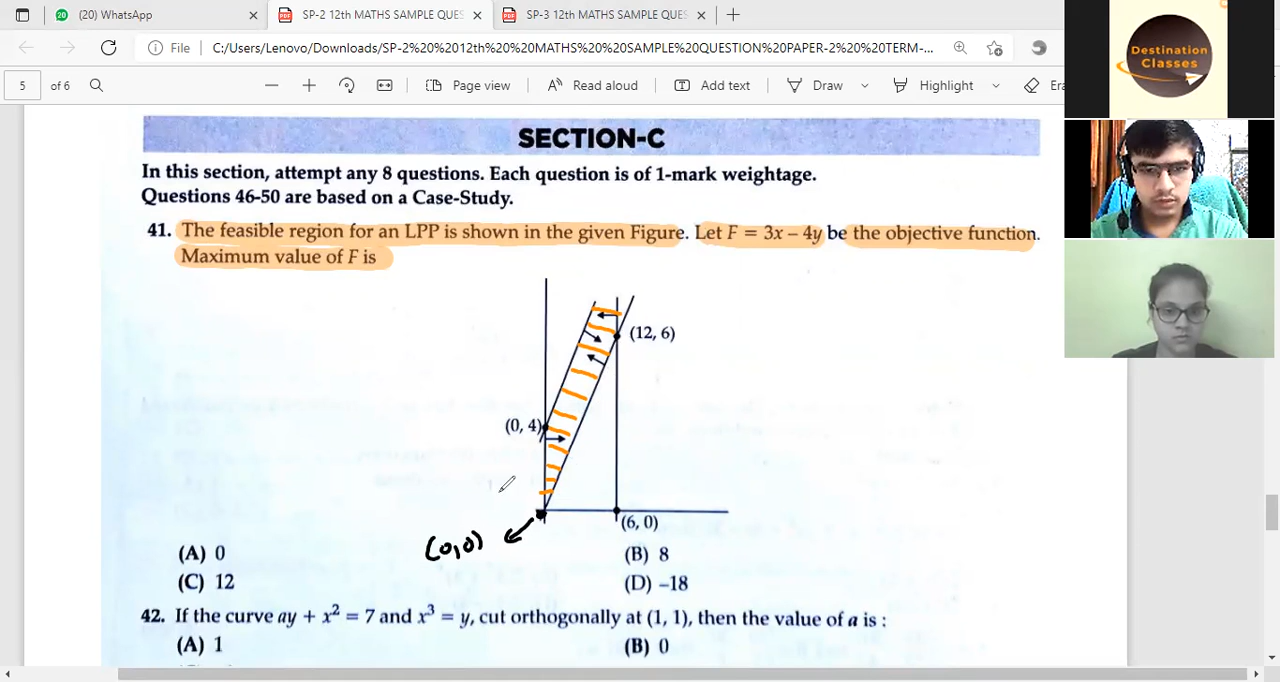 (20) WhatsApp
SP-2 12th MATHS SAMPLE QUES
SP-3 12th MATHS SAMPLE QUES
File
C:/Users/Lenovo/Downloads/SP-2%20%2012th%20%20MATHS%20%20SAMPLE%20QUESTION%20PAPER-2%20%20TERM-...
5 of 6
Page view
Read aloud
Add text
Draw
Highlight
Era
Destination
Classes
SECTION-C
In this section, attempt any 8 questions. Each question is of 1-mark weightage.
Questions 46-50 are based on a Case-Study.
41. The feasible region for an LPP is shown in the given Figure. Let F = 3x – 4y be the objective function.
Maximum value of F is
(12, 6)
(0, 4)
(6, 0)
(0,0)
(A) 0
(B) 8
(C) 12
(D) –18
42. If the curve ay + x² = 7 and x³ = y, cut orthogonally at (1, 1), then the value of a is :
(A) 1
(B) 0